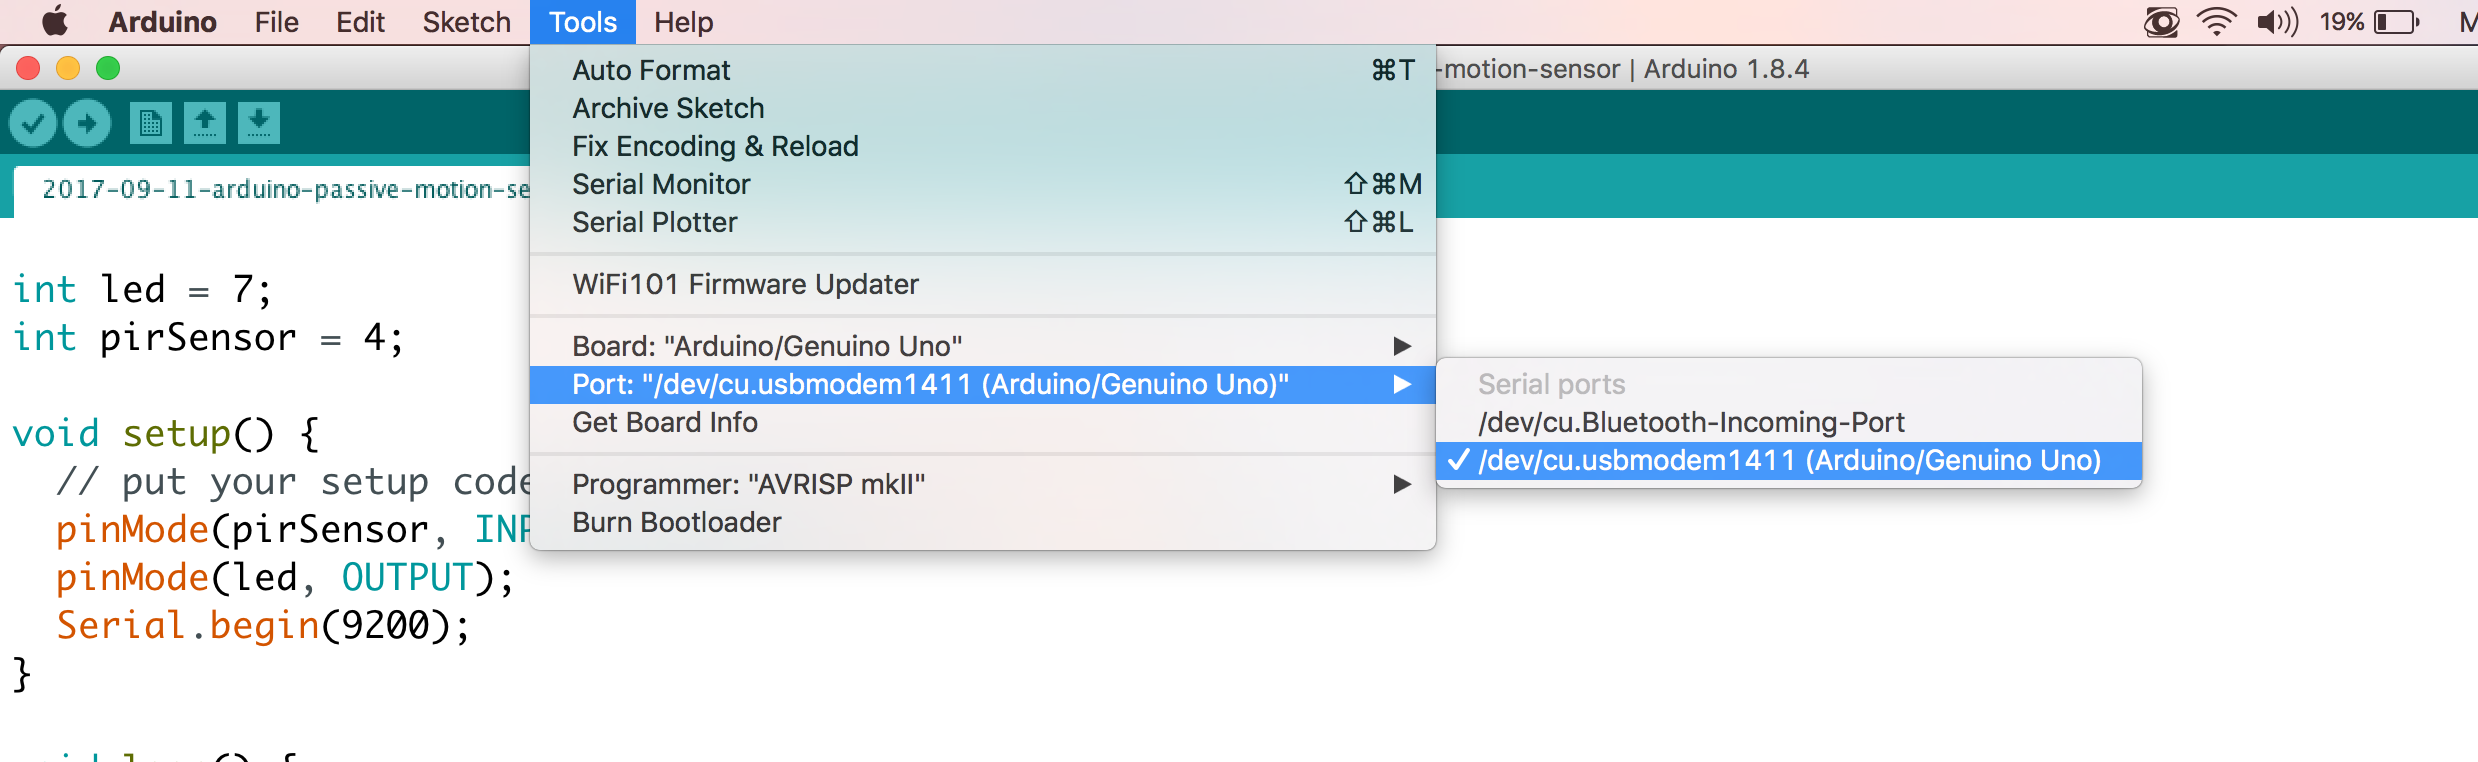 Arduino File Edit Sketch Tools Help 19%
-motion-sensor | Arduino 1.8.4
2017-09-11-arduino-passive-motion-se
Auto Format ⌘T
Archive Sketch
Fix Encoding & Reload
Serial Monitor ⇧⌘M
Serial Plotter ⇧⌘L
WiFi101 Firmware Updater
Board: "Arduino/Genuino Uno"
Port: "/dev/cu.usbmodem1411 (Arduino/Genuino Uno)"
Get Board Info
Programmer: "AVRISP mkII"
Burn Bootloader
Serial ports
/dev/cu.Bluetooth-Incoming-Port
✓ /dev/cu.usbmodem1411 (Arduino/Genuino Uno)
int led = 7;
int pirSensor = 4;
void setup() {
// put your setup code
pinMode(pirSensor, INP
pinMode(led, OUTPUT);
Serial.begin(9200);
}